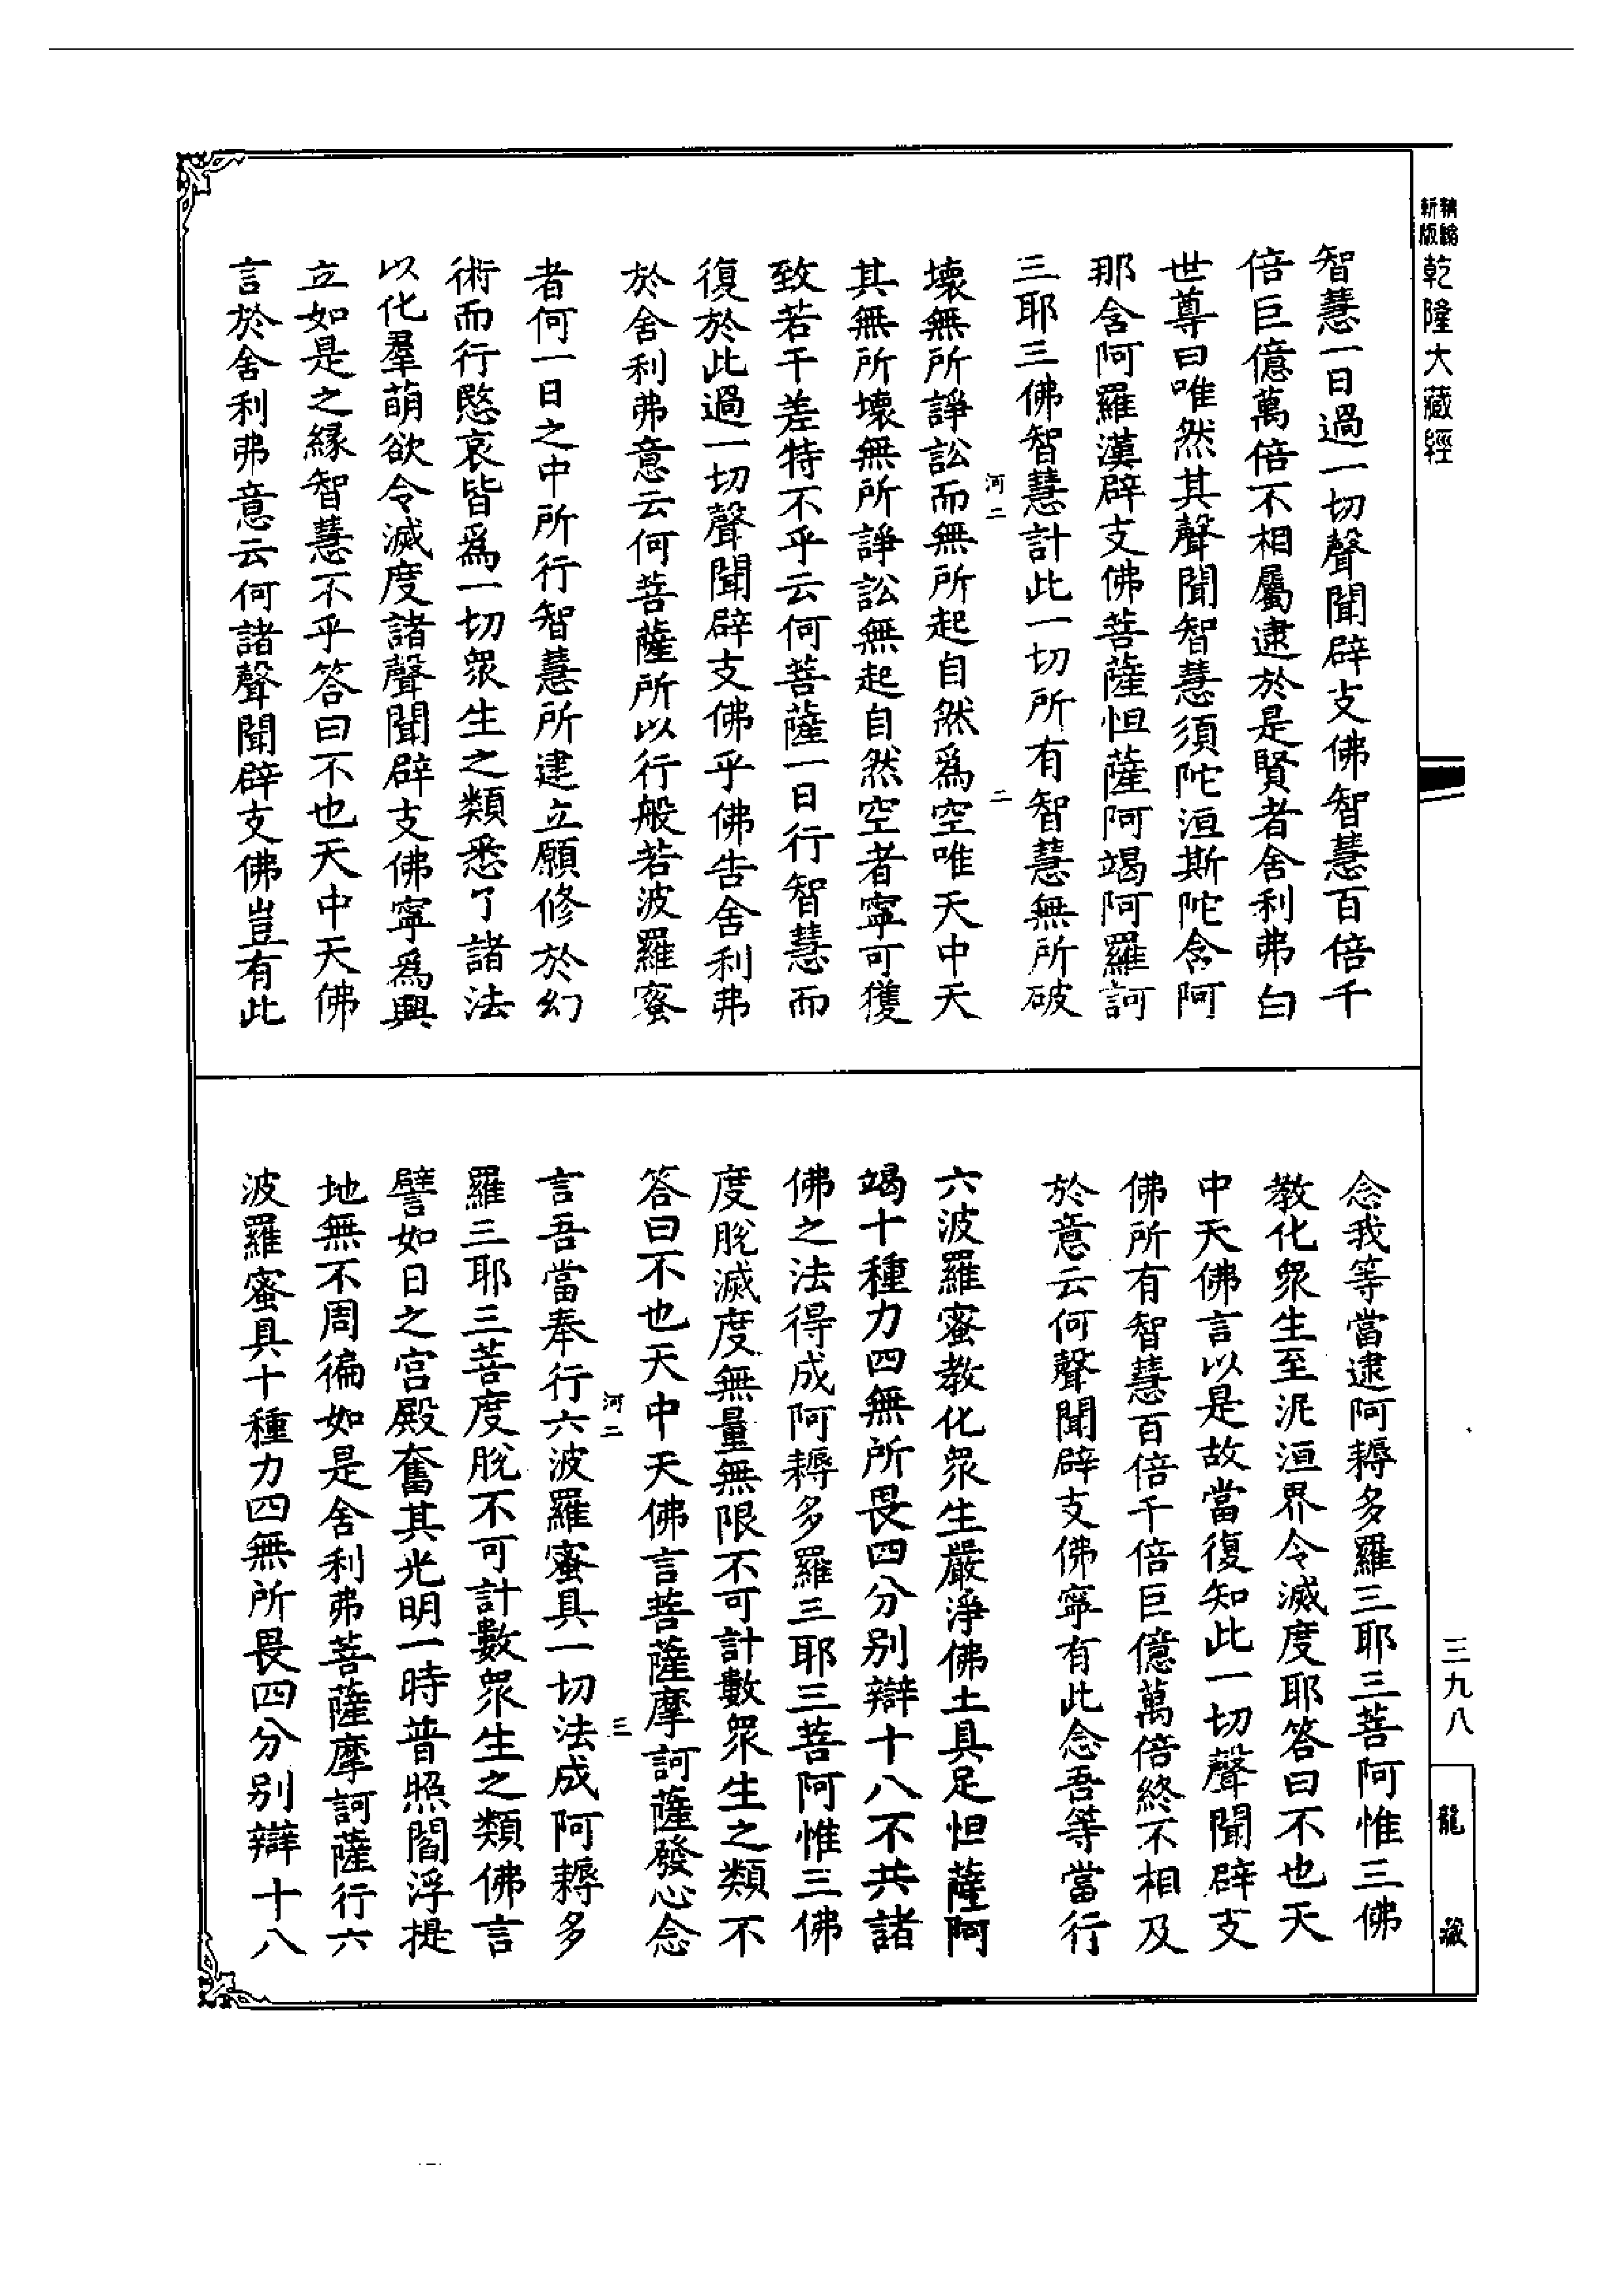 精縮
新版
乾隆大藏經
智慧一日過一切聲聞辟支佛智慧百倍千
倍巨億萬倍不相屬逮於是賢者舍利弗白
世尊曰唯然其聲聞智慧須陀洹斯陀含阿
那含阿羅漢辟支佛菩薩怛薩阿竭阿羅訶
三耶三佛智慧計此一切所有智慧無所破
河二
二
壞無所諍訟而無所起自然為空唯天中天
其無所壞無所諍訟無起自然空者寧可獲
致若干差特不乎云何菩薩一日行智慧而
復於此過一切聲聞辟支佛乎佛告舍利弗
於舍利弗意云何菩薩所以行般若波羅蜜
者何一日之中所行智慧所建立願修於幻
術而行愍哀皆為一切眾生之類悉了諸法
以化羣萌欲令滅度諸聲聞辟支佛寧為興
立如是之緣智慧不乎答曰不也天中天佛
言於舍利弗意云何諸聲聞辟支佛豈有此
念我等當逮阿耨多羅三耶三菩阿惟三佛
教化眾生至泥洹界令滅度耶答曰不也天
中天佛言以是故當復知此一切聲聞辟支
佛所有智慧百倍千倍巨億萬倍終不相及
於意云何聲聞辟支佛寧有此念吾等當行
六波羅蜜教化眾生嚴淨佛土具足怛薩阿
竭十種力四無所畏四分別辯十八不共諸
佛之法得成阿耨多羅三耶三菩阿惟三佛
度脫滅度無量無限不可計數眾生之類不
答曰不也天中天佛言菩薩摩訶薩發心念
河二
三
言吾當奉行六波羅蜜具一切法成阿耨多
羅三耶三菩度脫不可計數眾生之類佛言
譬如日之宮殿奮其光明一時普照閻浮提
地無不周徧如是舍利弗菩薩摩訶薩行六
波羅蜜具十種力四無所畏四分別辯十八
三九八
龍藏